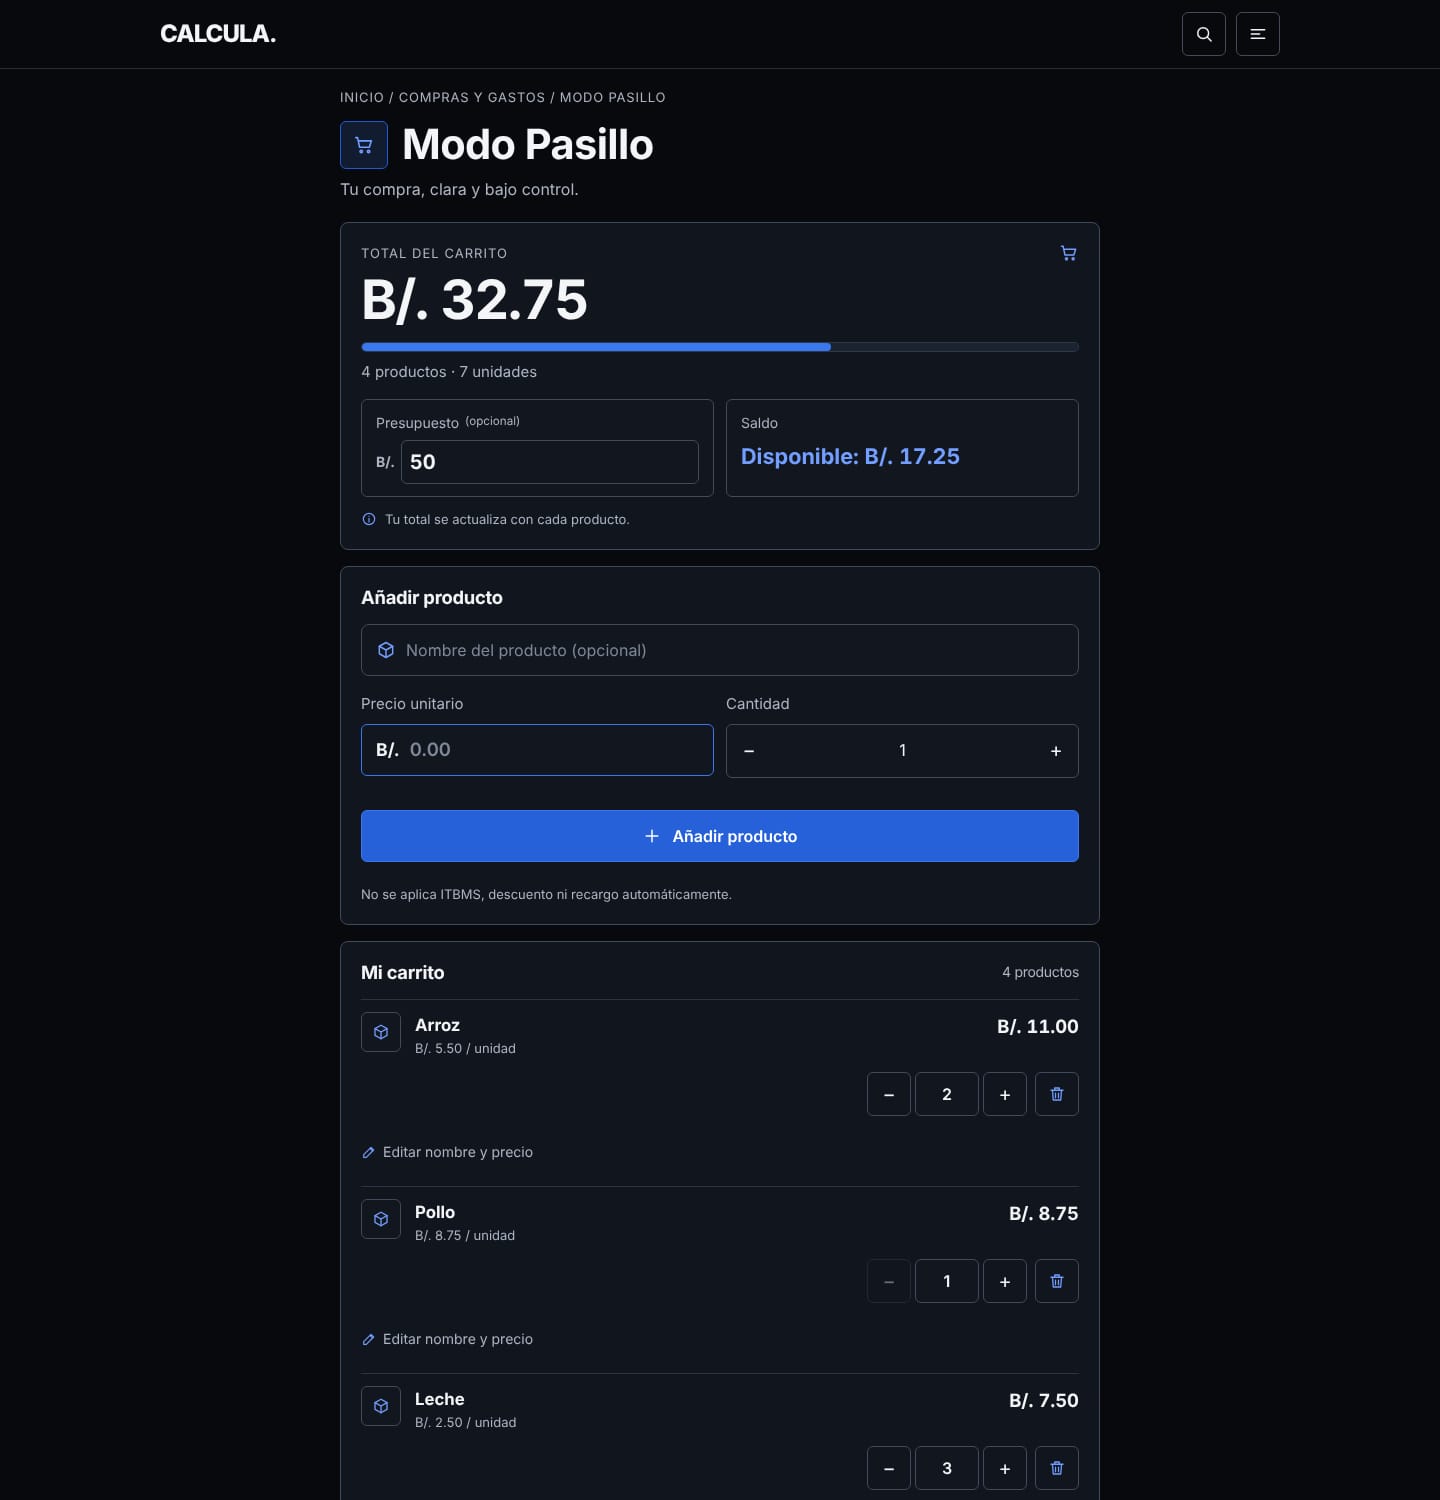 CALCULA.
INICIO / COMPRAS Y GASTOS / MODO PASILLO
Modo Pasillo
Tu compra, clara y bajo control.
TOTAL DEL CARRITO
B/. 32.75
4 productos · 7 unidades
Presupuesto (opcional)
B/. 50
Saldo
Disponible: B/. 17.25
Tu total se actualiza con cada producto.
Añadir producto
Nombre del producto (opcional)
Precio unitario
B/. 0.00
Cantidad
− 1 +
+ Añadir producto
No se aplica ITBMS, descuento ni recargo automáticamente.
Mi carrito
4 productos
Arroz
B/. 11.00
B/. 5.50 / unidad
− 2 +
Editar nombre y precio
Pollo
B/. 8.75
B/. 8.75 / unidad
− 1 +
Editar nombre y precio
Leche
B/. 7.50
B/. 2.50 / unidad
− 3 +